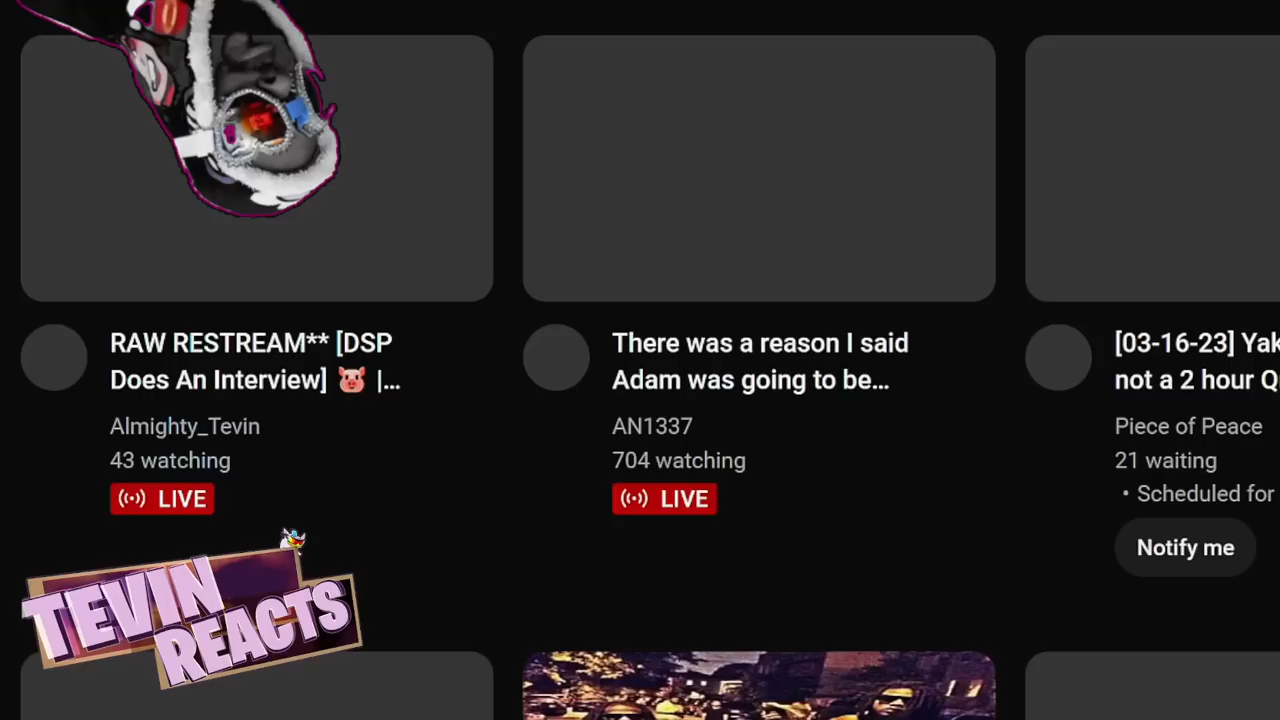 RAW RESTREAM** [DSP
Does An Interview] 🐷 |...
Almighty_Tevin
43 watching
LIVE
There was a reason I said
Adam was going to be...
AN1337
704 watching
LIVE
[03-16-23] Yak
not a 2 hour Q
Piece of Peace
21 waiting
• Scheduled for
Notify me
TEVIN
REACTS